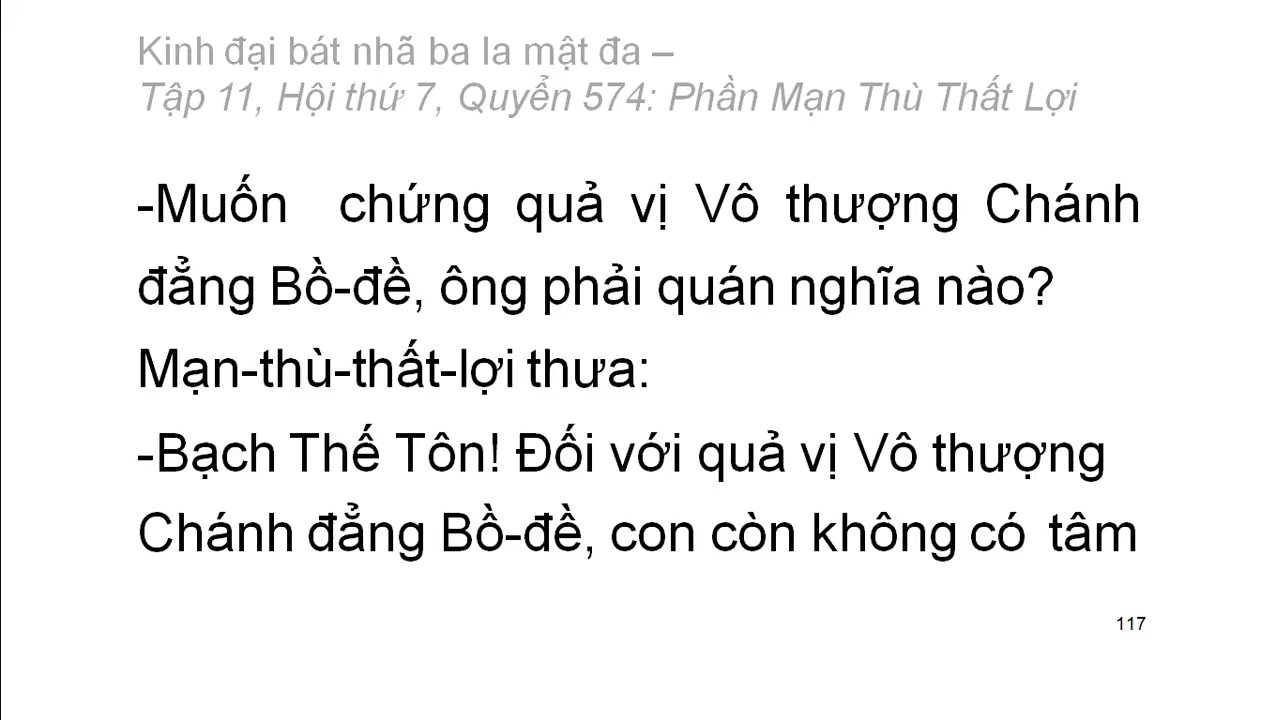 Kinh đại bát nhã ba la mật đa –
Tập 11, Hội thứ 7, Quyển 574: Phần Mạn Thù Thất Lợi
-Muốn chứng quả vị Vô thượng Chánh
đẳng Bồ-đề, ông phải quán nghĩa nào?
Mạn-thù-thất-lợi thưa:
-Bạch Thế Tôn! Đối với quả vị Vô thượng
Chánh đẳng Bồ-đề, con còn không có tâm
117